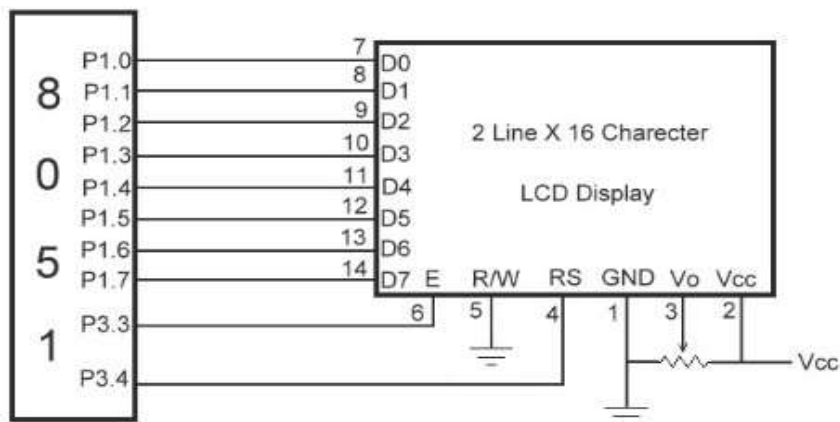 8
0
5
1
P1.0
P1.1
P1.2
P1.3
P1.4
P1.5
P1.6
P1.7
P3.3
P3.4
7
8
9
10
11
12
13
14
D0
D1
D2
D3
D4
D5
D6
D7
2 Line X 16 Charecter
LCD Display
E R/W RS GND Vo Vcc
6 5 4 1 3 2
Vcc